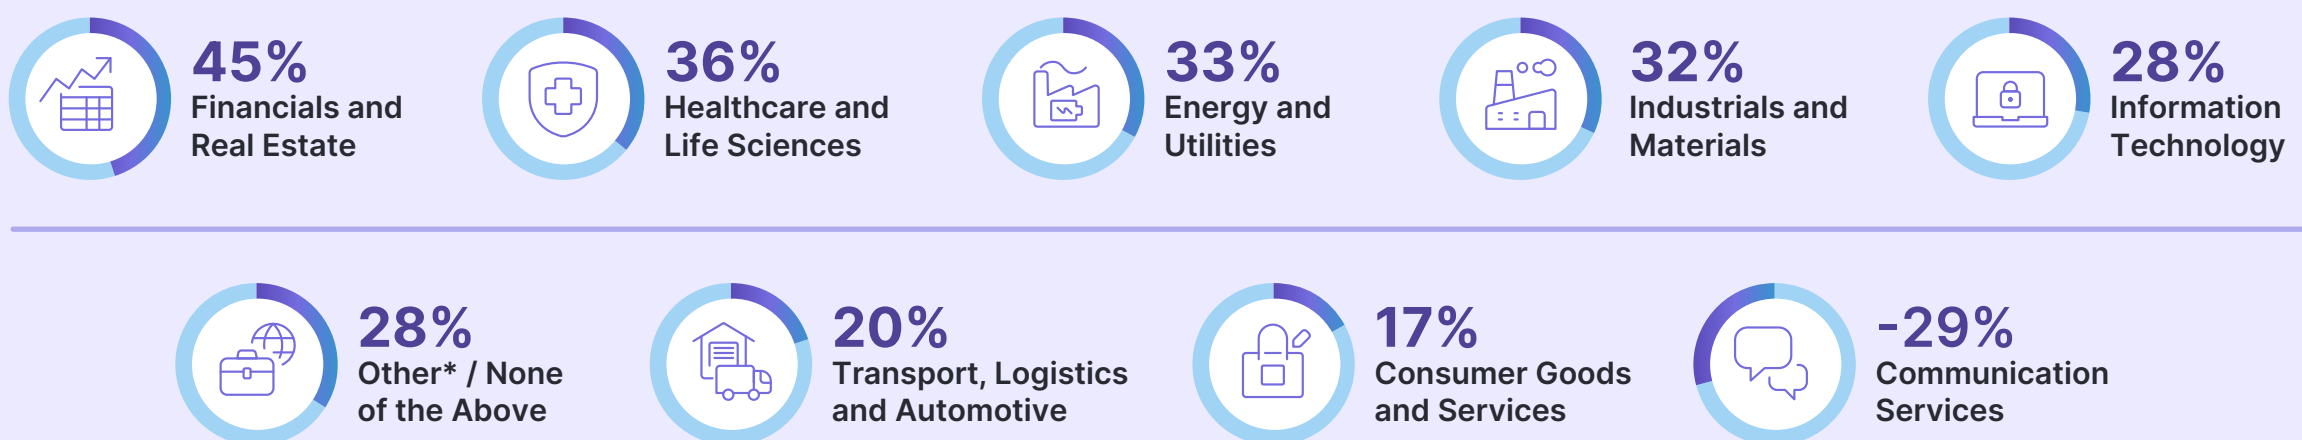 45%
Financials and
Real Estate
36%
Healthcare and
Life Sciences
33%
Energy and
Utilities
32%
Industrials and
Materials
28%
Information
Technology
28%
Other* / None
of the Above
20%
Transport, Logistics
and Automotive
17%
Consumer Goods
and Services
-29%
Communication
Services